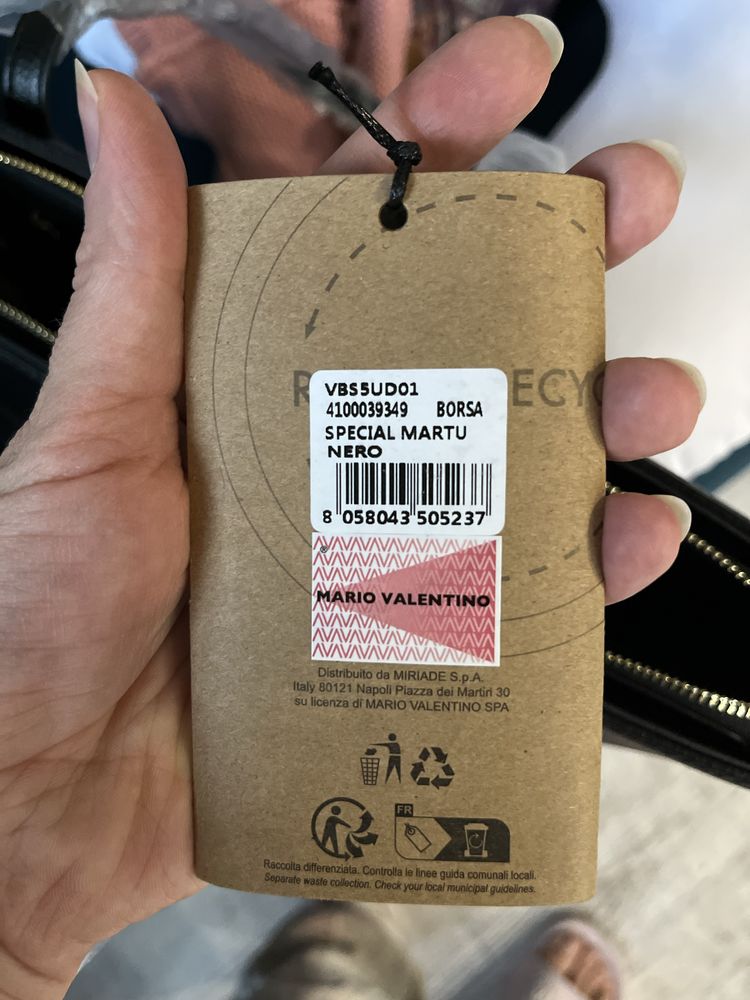 ECY
VBS5UD01
4100039349 BORSA
SPECIAL MARTU
NERO
8 058043 505237
®
MARIO VALENTINO
Distribuito da MIRIADE S.p.A.
Italy 80121 Napoli Piazza dei Martiri 30
su licenza di MARIO VALENTINO SPA
FR
Raccolta differenziata. Controlla le linee guida comunali locali.
Separate waste collection. Check your local municipal guidelines.